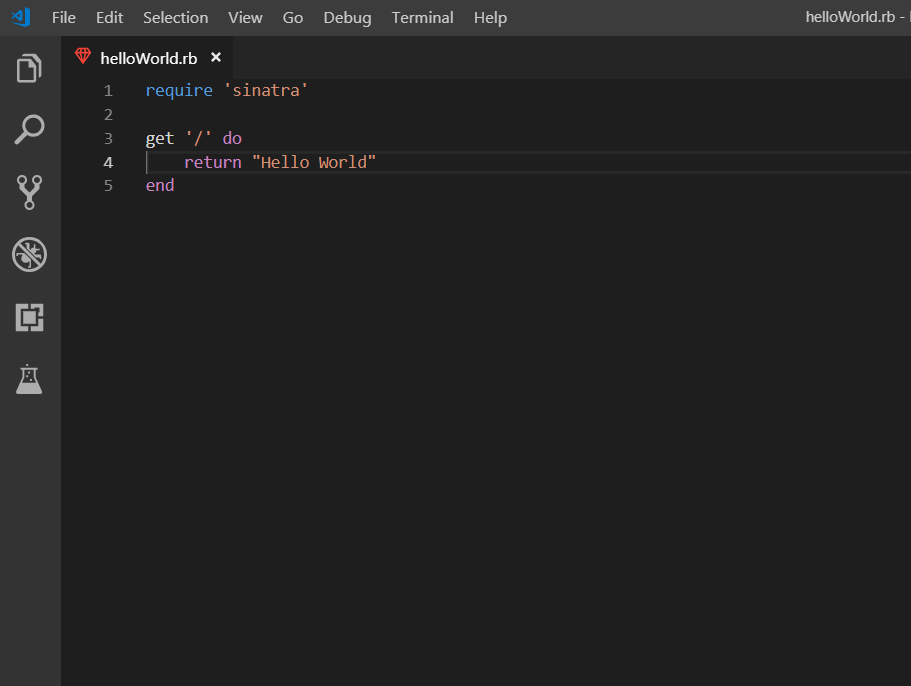 File Edit Selection View Go Debug Terminal Help helloWorld.rb -
helloWorld.rb ×
1 require 'sinatra'
2
3 get '/' do
4     return "Hello World"
5 end